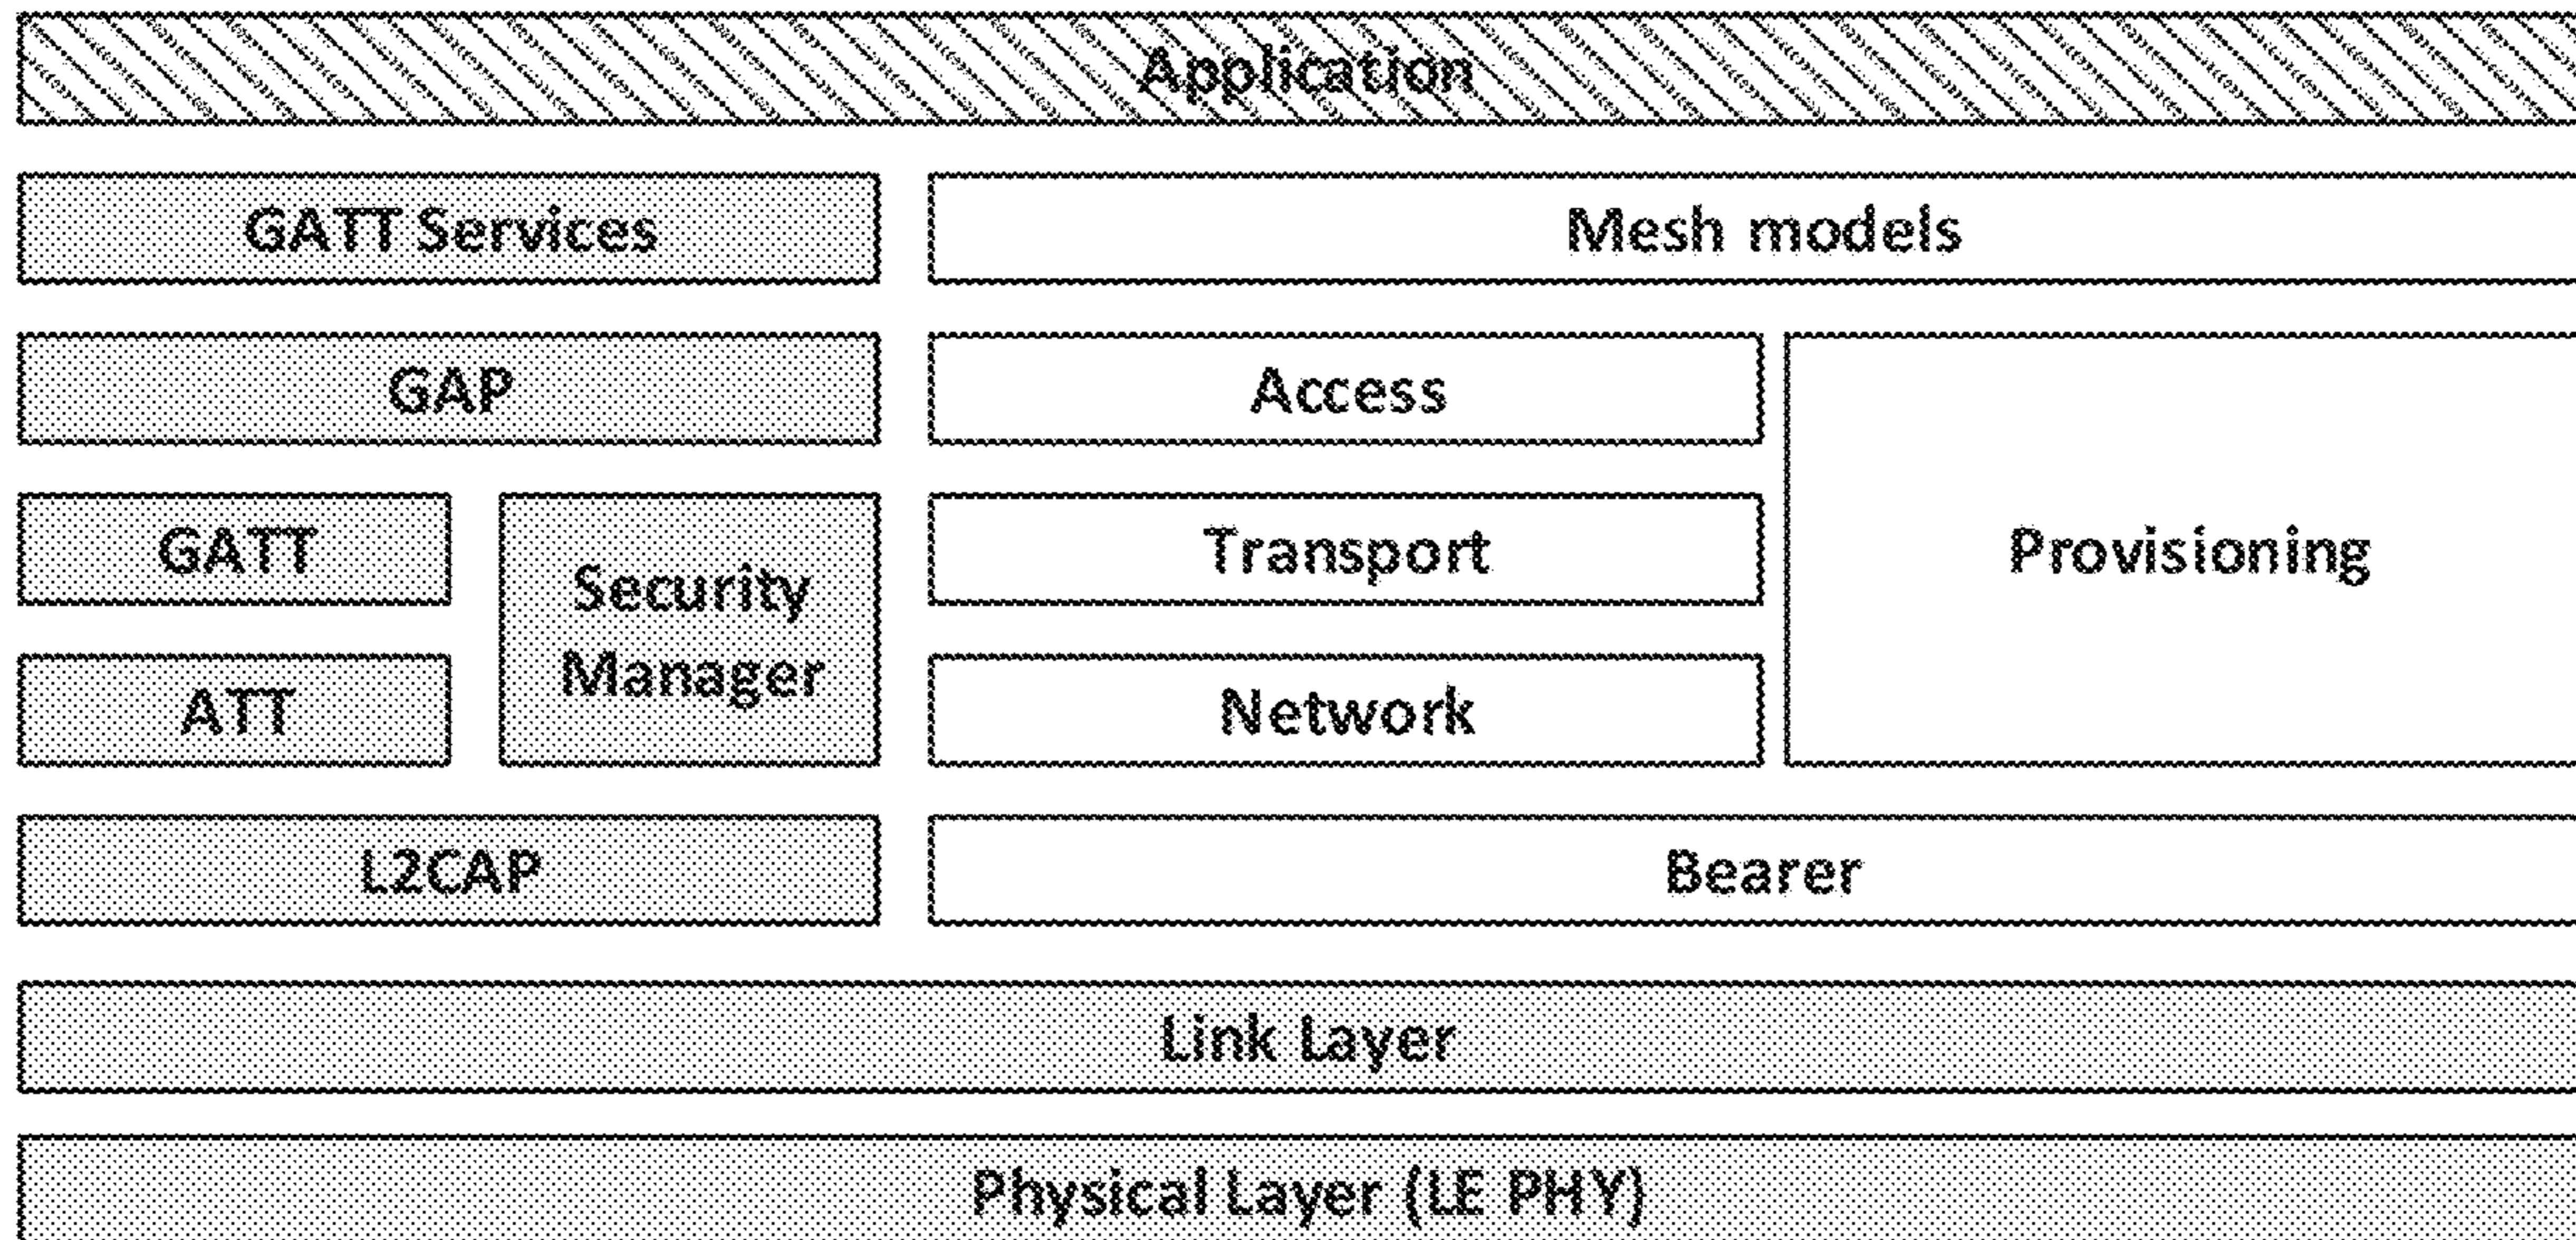 Application
GATT Services
Mesh models
GAP
Access
GATT
Security
Manager
Transport
Provisioning
ATT
Network
L2CAP
Bearer
Link Layer
Physical Layer (LE PHY)